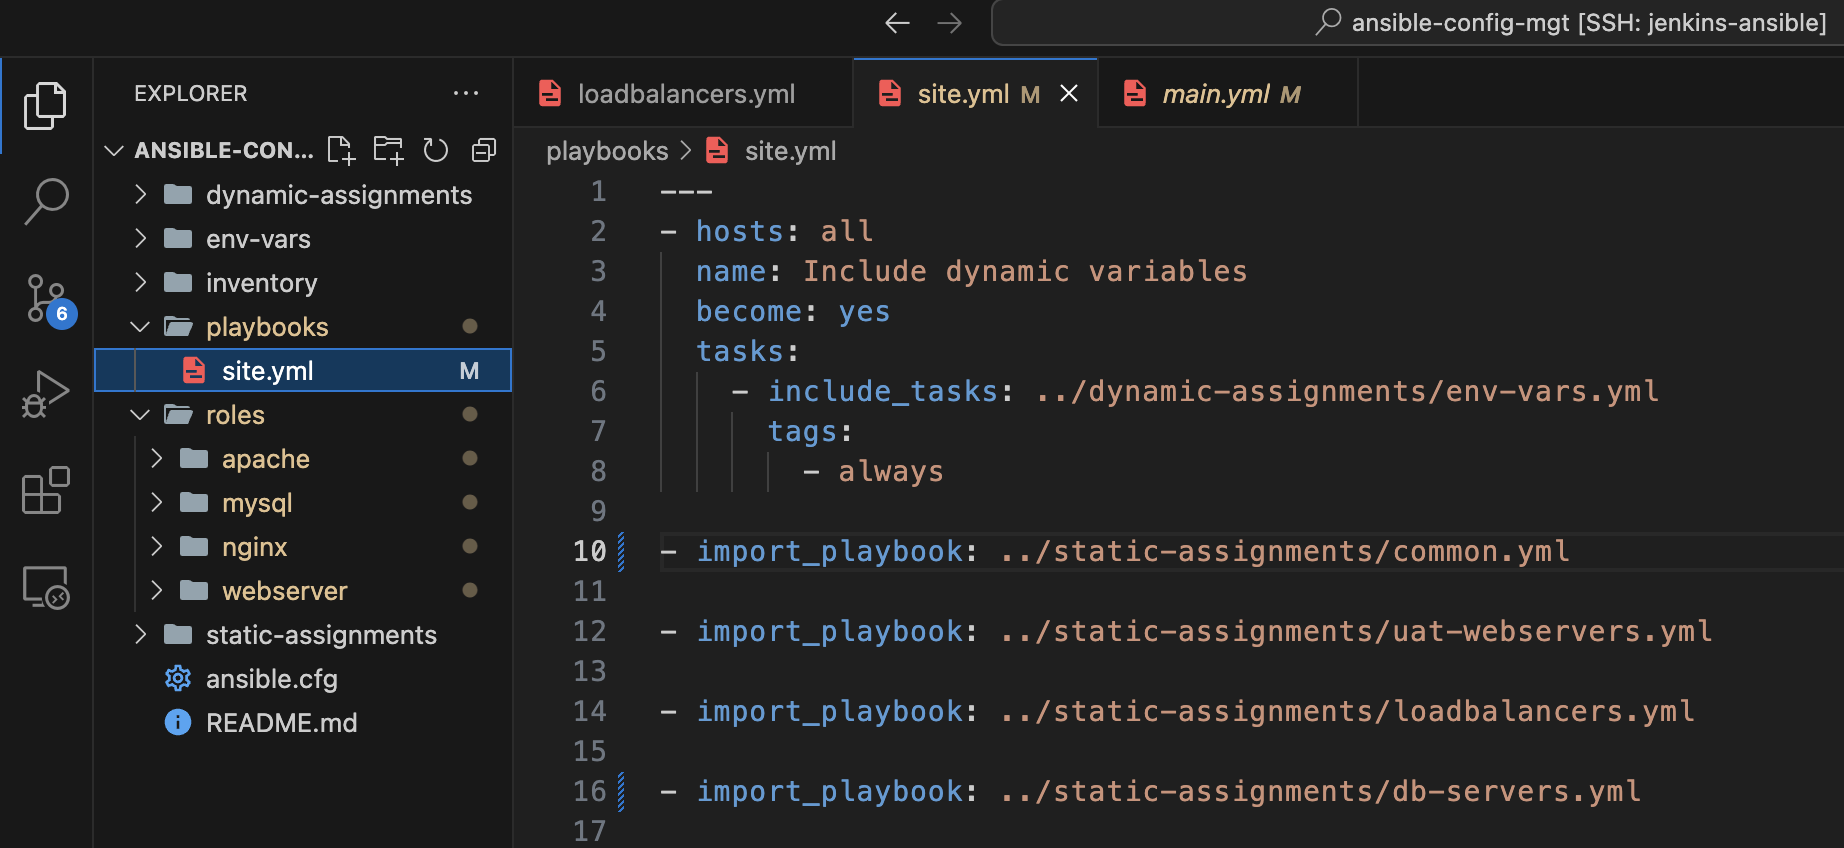 ansible-config-mgt [SSH: jenkins-ansible]
EXPLORER
ANSIBLE-CON...
dynamic-assignments
env-vars
inventory
playbooks
site.yml M
roles
apache
mysql
nginx
webserver
static-assignments
ansible.cfg
README.md
6
loadbalancers.yml
site.yml M
main.yml M
playbooks > site.yml
1 ---
2 - hosts: all
3 name: Include dynamic variables
4 become: yes
5 tasks:
6 - include_tasks: ../dynamic-assignments/env-vars.yml
7 tags:
8 - always
9
10 - import_playbook: ../static-assignments/common.yml
11
12 - import_playbook: ../static-assignments/uat-webservers.yml
13
14 - import_playbook: ../static-assignments/loadbalancers.yml
15
16 - import_playbook: ../static-assignments/db-servers.yml
17